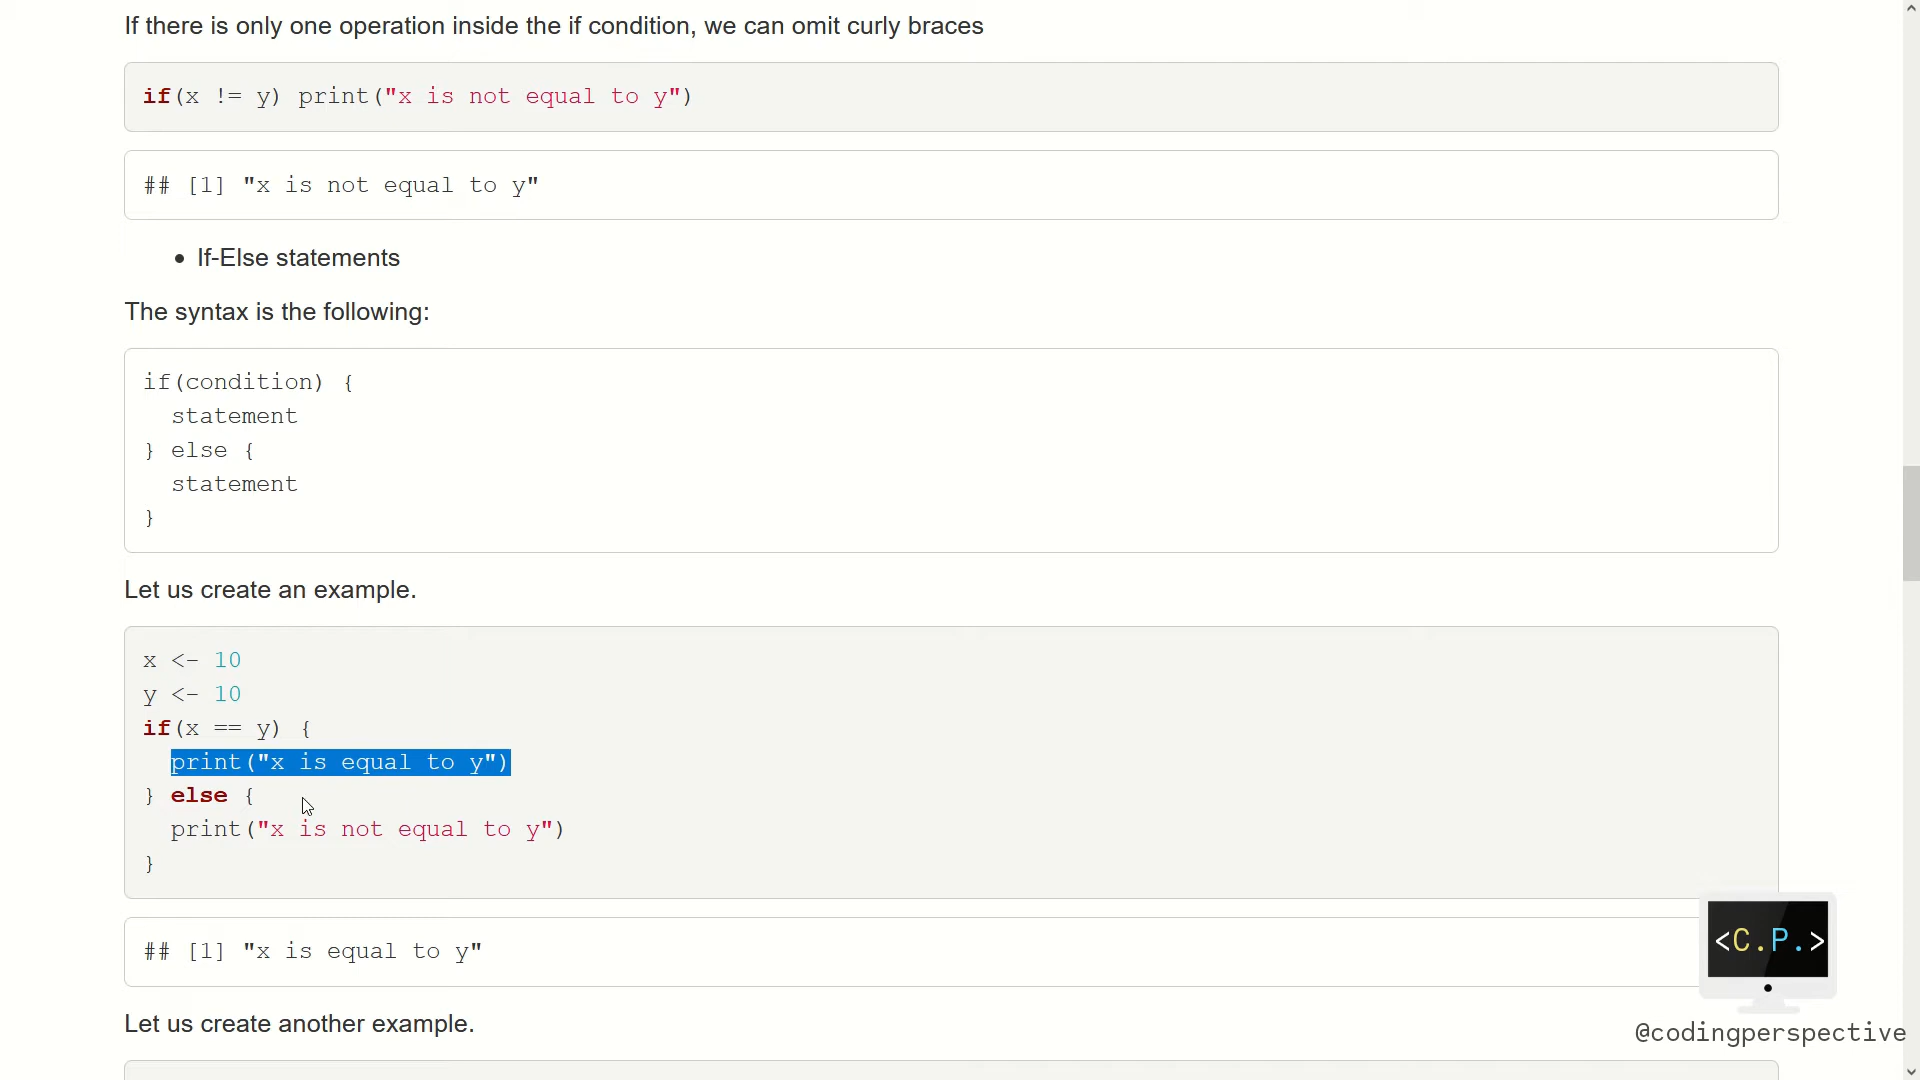 If there is only one operation inside the if condition, we can omit curly braces
if(x != y) print("x is not equal to y")
## [1] "x is not equal to y"
• If-Else statements
The syntax is the following:
if(condition) {
  statement
} else {
  statement
}
Let us create an example.
x <- 10
y <- 10
if(x == y) {
  print("x is equal to y")
} else {
  print("x is not equal to y")
}
## [1] "x is equal to y"
Let us create another example.
<C.P.>
@codingperspective